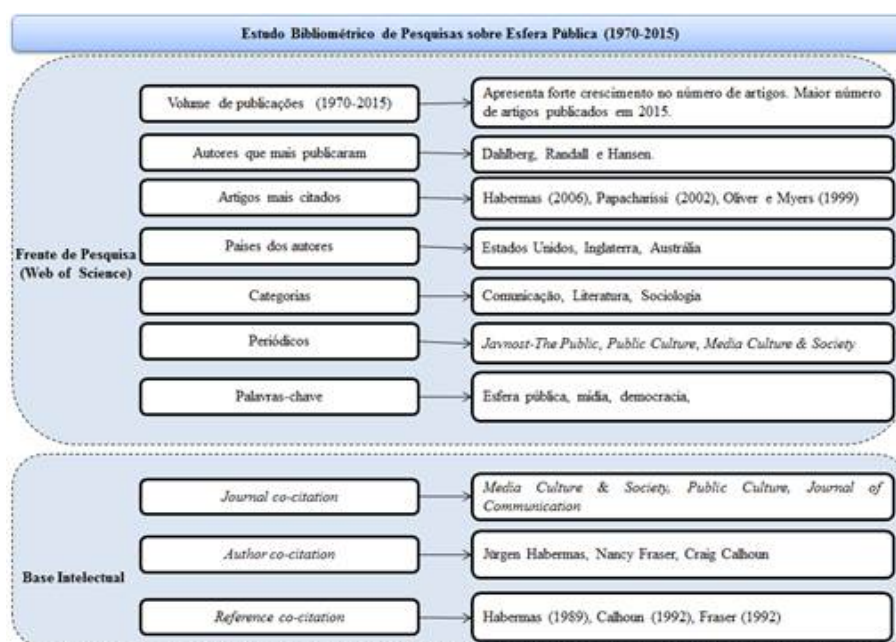 Estudo Bibliométrico de Pesquisas sobre Esfera Pública (1970-2015)
Frente de Pesquisa
(Web of Science)
Volume de publicações (1970-2015)
Apresenta forte crescimento no número de artigos. Maior número
de artigos publicados em 2015.
Autores que mais publicaram
Dahlberg, Randall e Hansen.
Artigos mais citados
Habermas (2006), Papacharissi (2002), Oliver e Myers (1999)
Países dos autores
Estados Unidos, Inglaterra, Austrália
Categorias
Comunicação, Literatura, Sociologia
Periódicos
Javnost-The Public, Public Culture, Media Culture & Society
Palavras-chave
Esfera pública, mídia, democracia,
Base Intelectual
Journal co-citation
Media Culture & Society, Public Culture, Journal of
Communication
Author co-citation
Jürgen Habermas, Nancy Fraser, Craig Calhoun
Reference co-citation
Habermas (1989), Calhoun (1992), Fraser (1992)